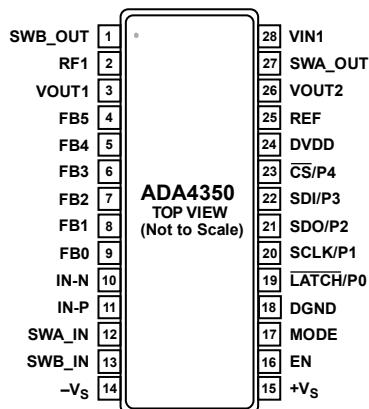 SWB_OUT 1 28 VIN1
RF1 2 27 SWA_OUT
VOUT1 3 26 VOUT2
FB5 4 25 REF
FB4 5 24 DVDD
FB3 6 23 CS/P4
FB2 7 22 SDI/P3
FB1 8 21 SDO/P2
FB0 9 20 SCLK/P1
IN-N 10 19 LATCH/P0
IN-P 11 18 DGND
SWA_IN 12 17 MODE
SWB_IN 13 16 EN
–VS 14 15 +VS
ADA4350
TOP VIEW
(Not to Scale)